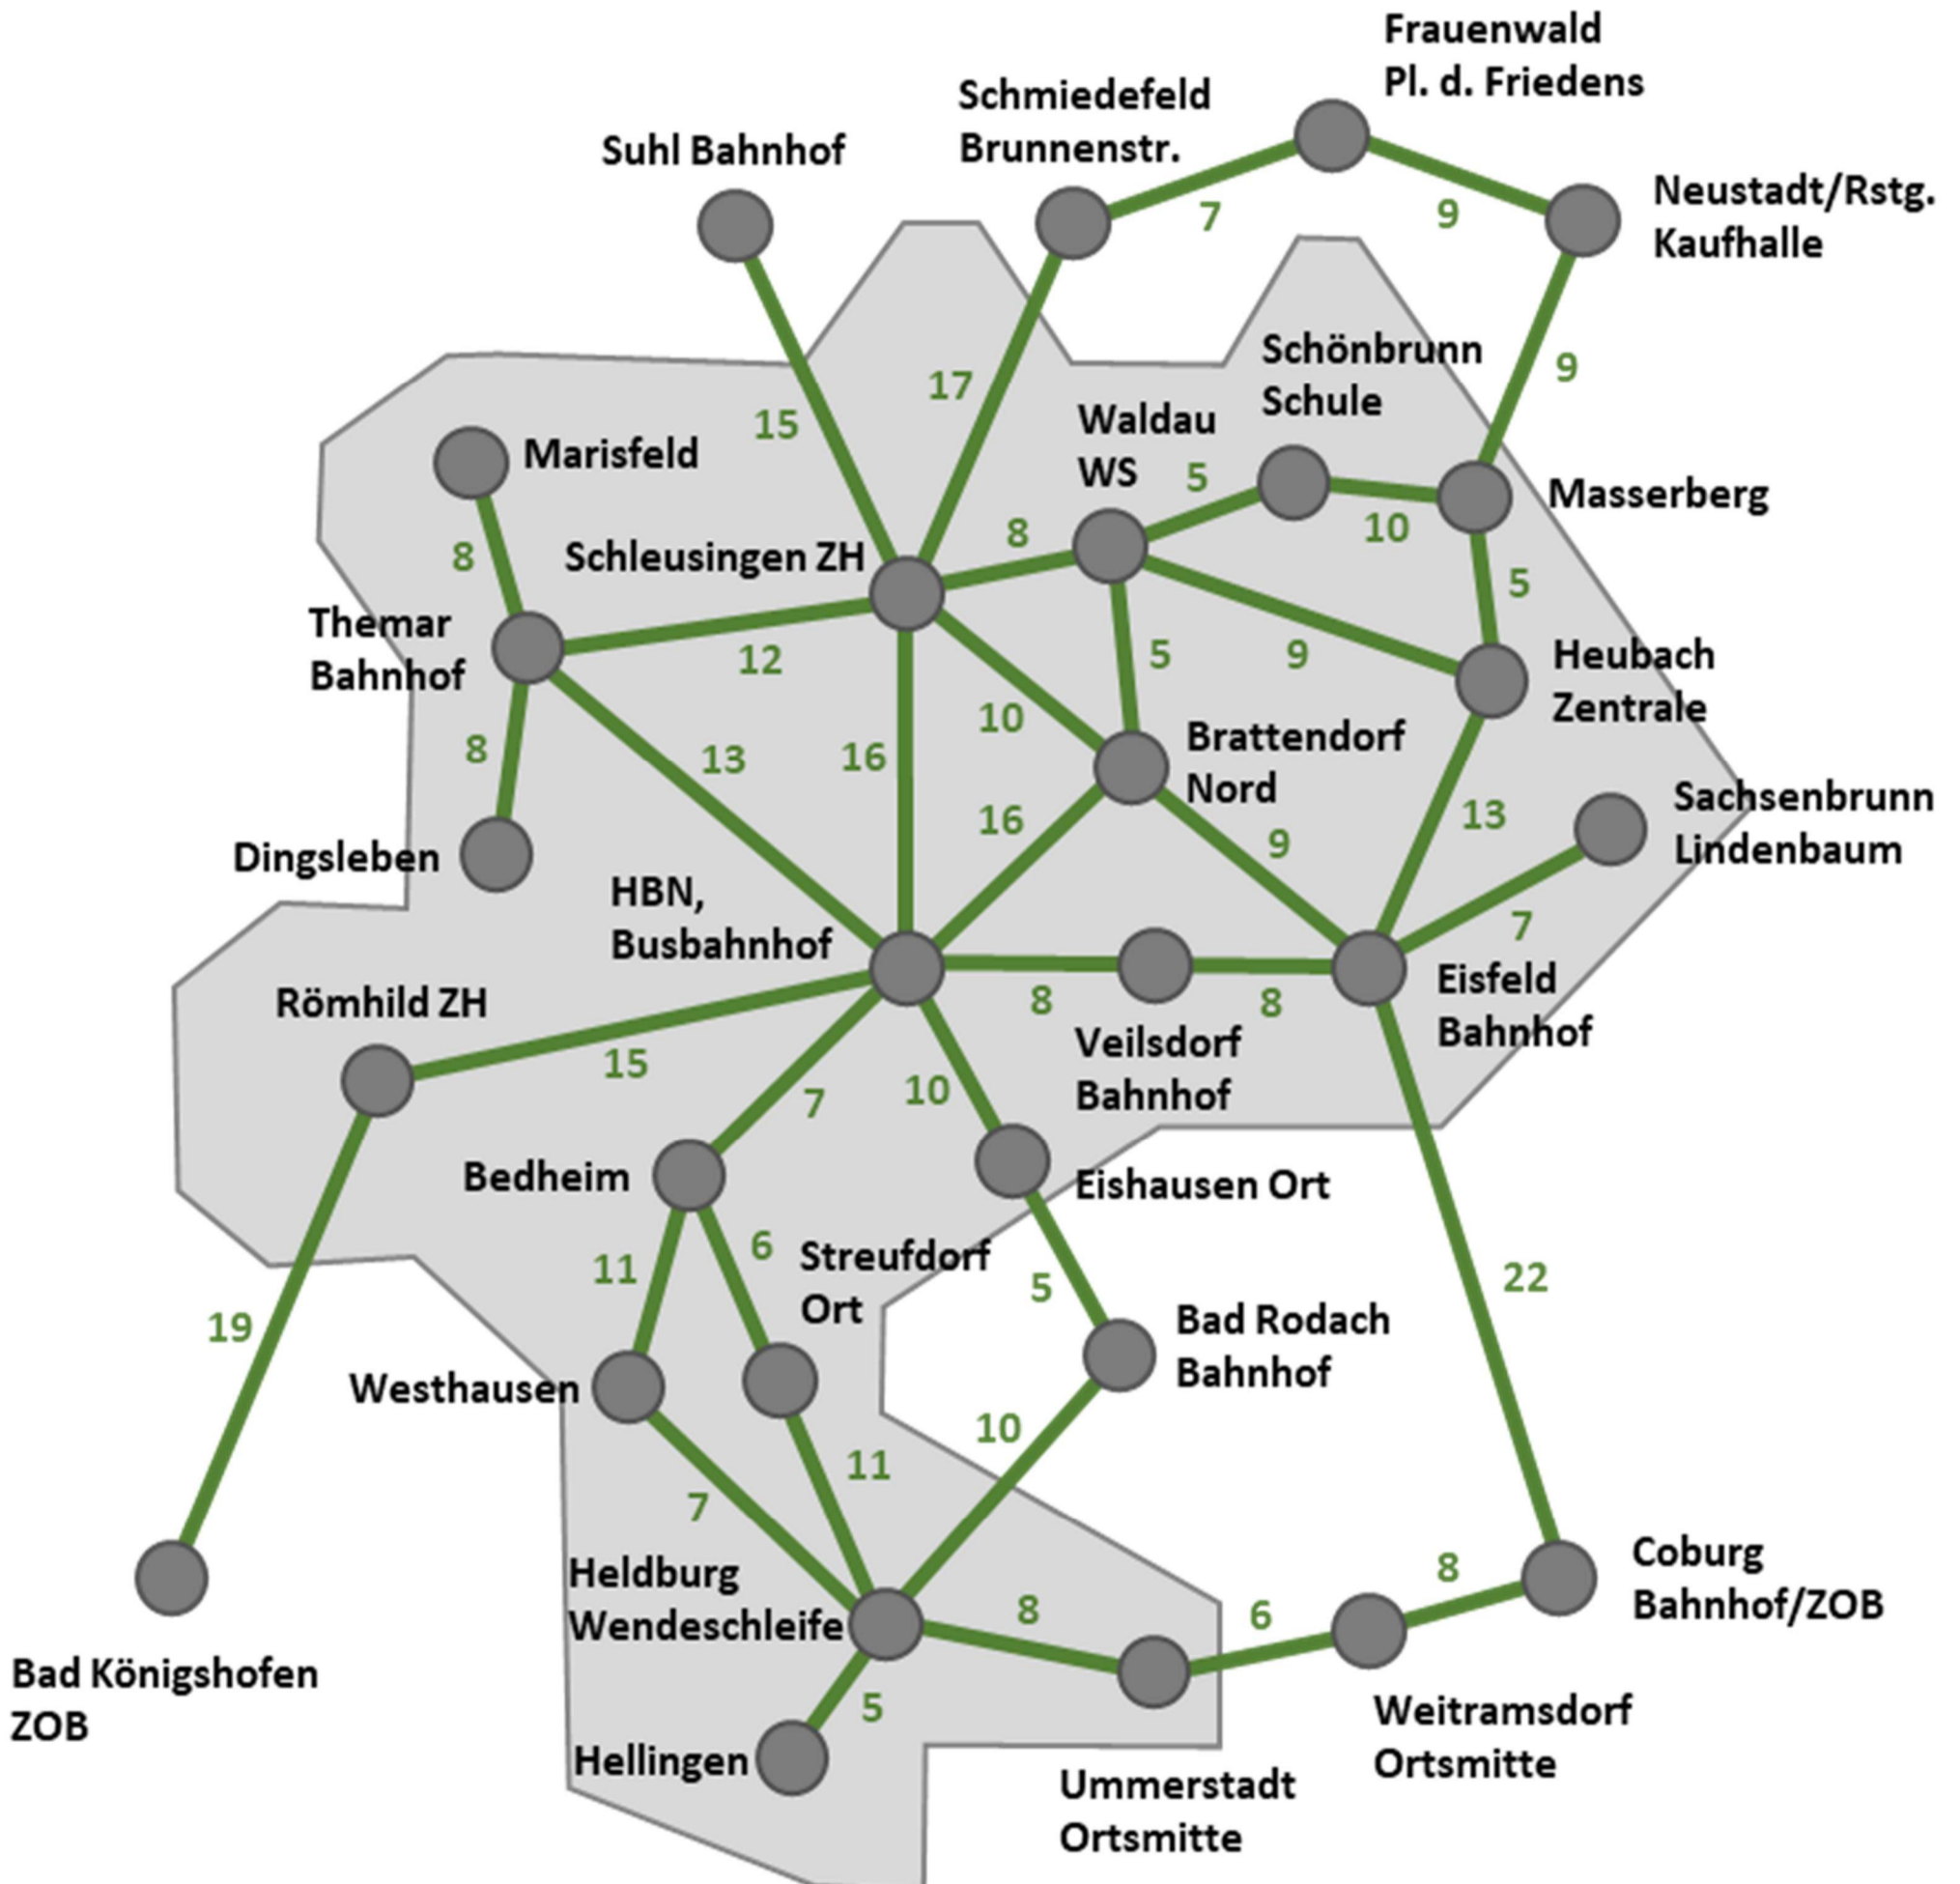 Frauenwald
Pl. d. Friedens
Schmiedefeld
Brunnenstr.
Suhl Bahnhof
Neustadt/Rstg.
Kaufhalle
7
9
9
15
17
Schönbrunn
Schule
Waldau
WS
5
10
Masserberg
Marisfeld
8
Schleusingen ZH
8
5
Themar
Bahnhof
12
5
9
Heubach
Zentrale
8
13
16
10
Brattendorf
Nord
16
9
13
Sachsenbrunn
Lindenbaum
7
Dingsleben
HBN,
Busbahnhof
Römhild ZH
15
8
8
Eisfeld
Bahnhof
Veilsdorf
Bahnhof
7
10
Bedheim
Eishausen Ort
11
6
Streufdorf
Ort
5
22
19
Bad Rodach
Bahnhof
Westhausen
10
11
7
Heldburg
Wendeschleife
8
6
8
Coburg
Bahnhof/ZOB
Bad Königshofen
ZOB
5
Hellingen
Weitramsdorf
Ortsmitte
Ummerstadt
Ortsmitte